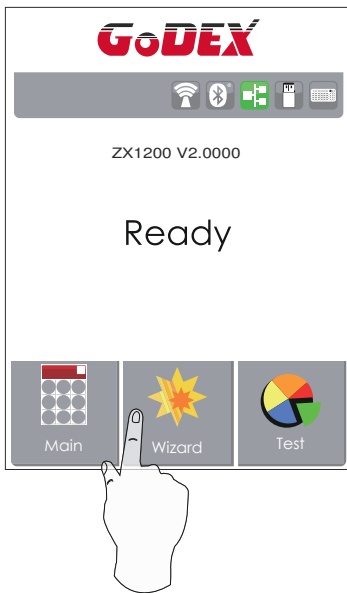 GoDEX
ZX1200 V2.0000
Ready
Main
Wizard
Test